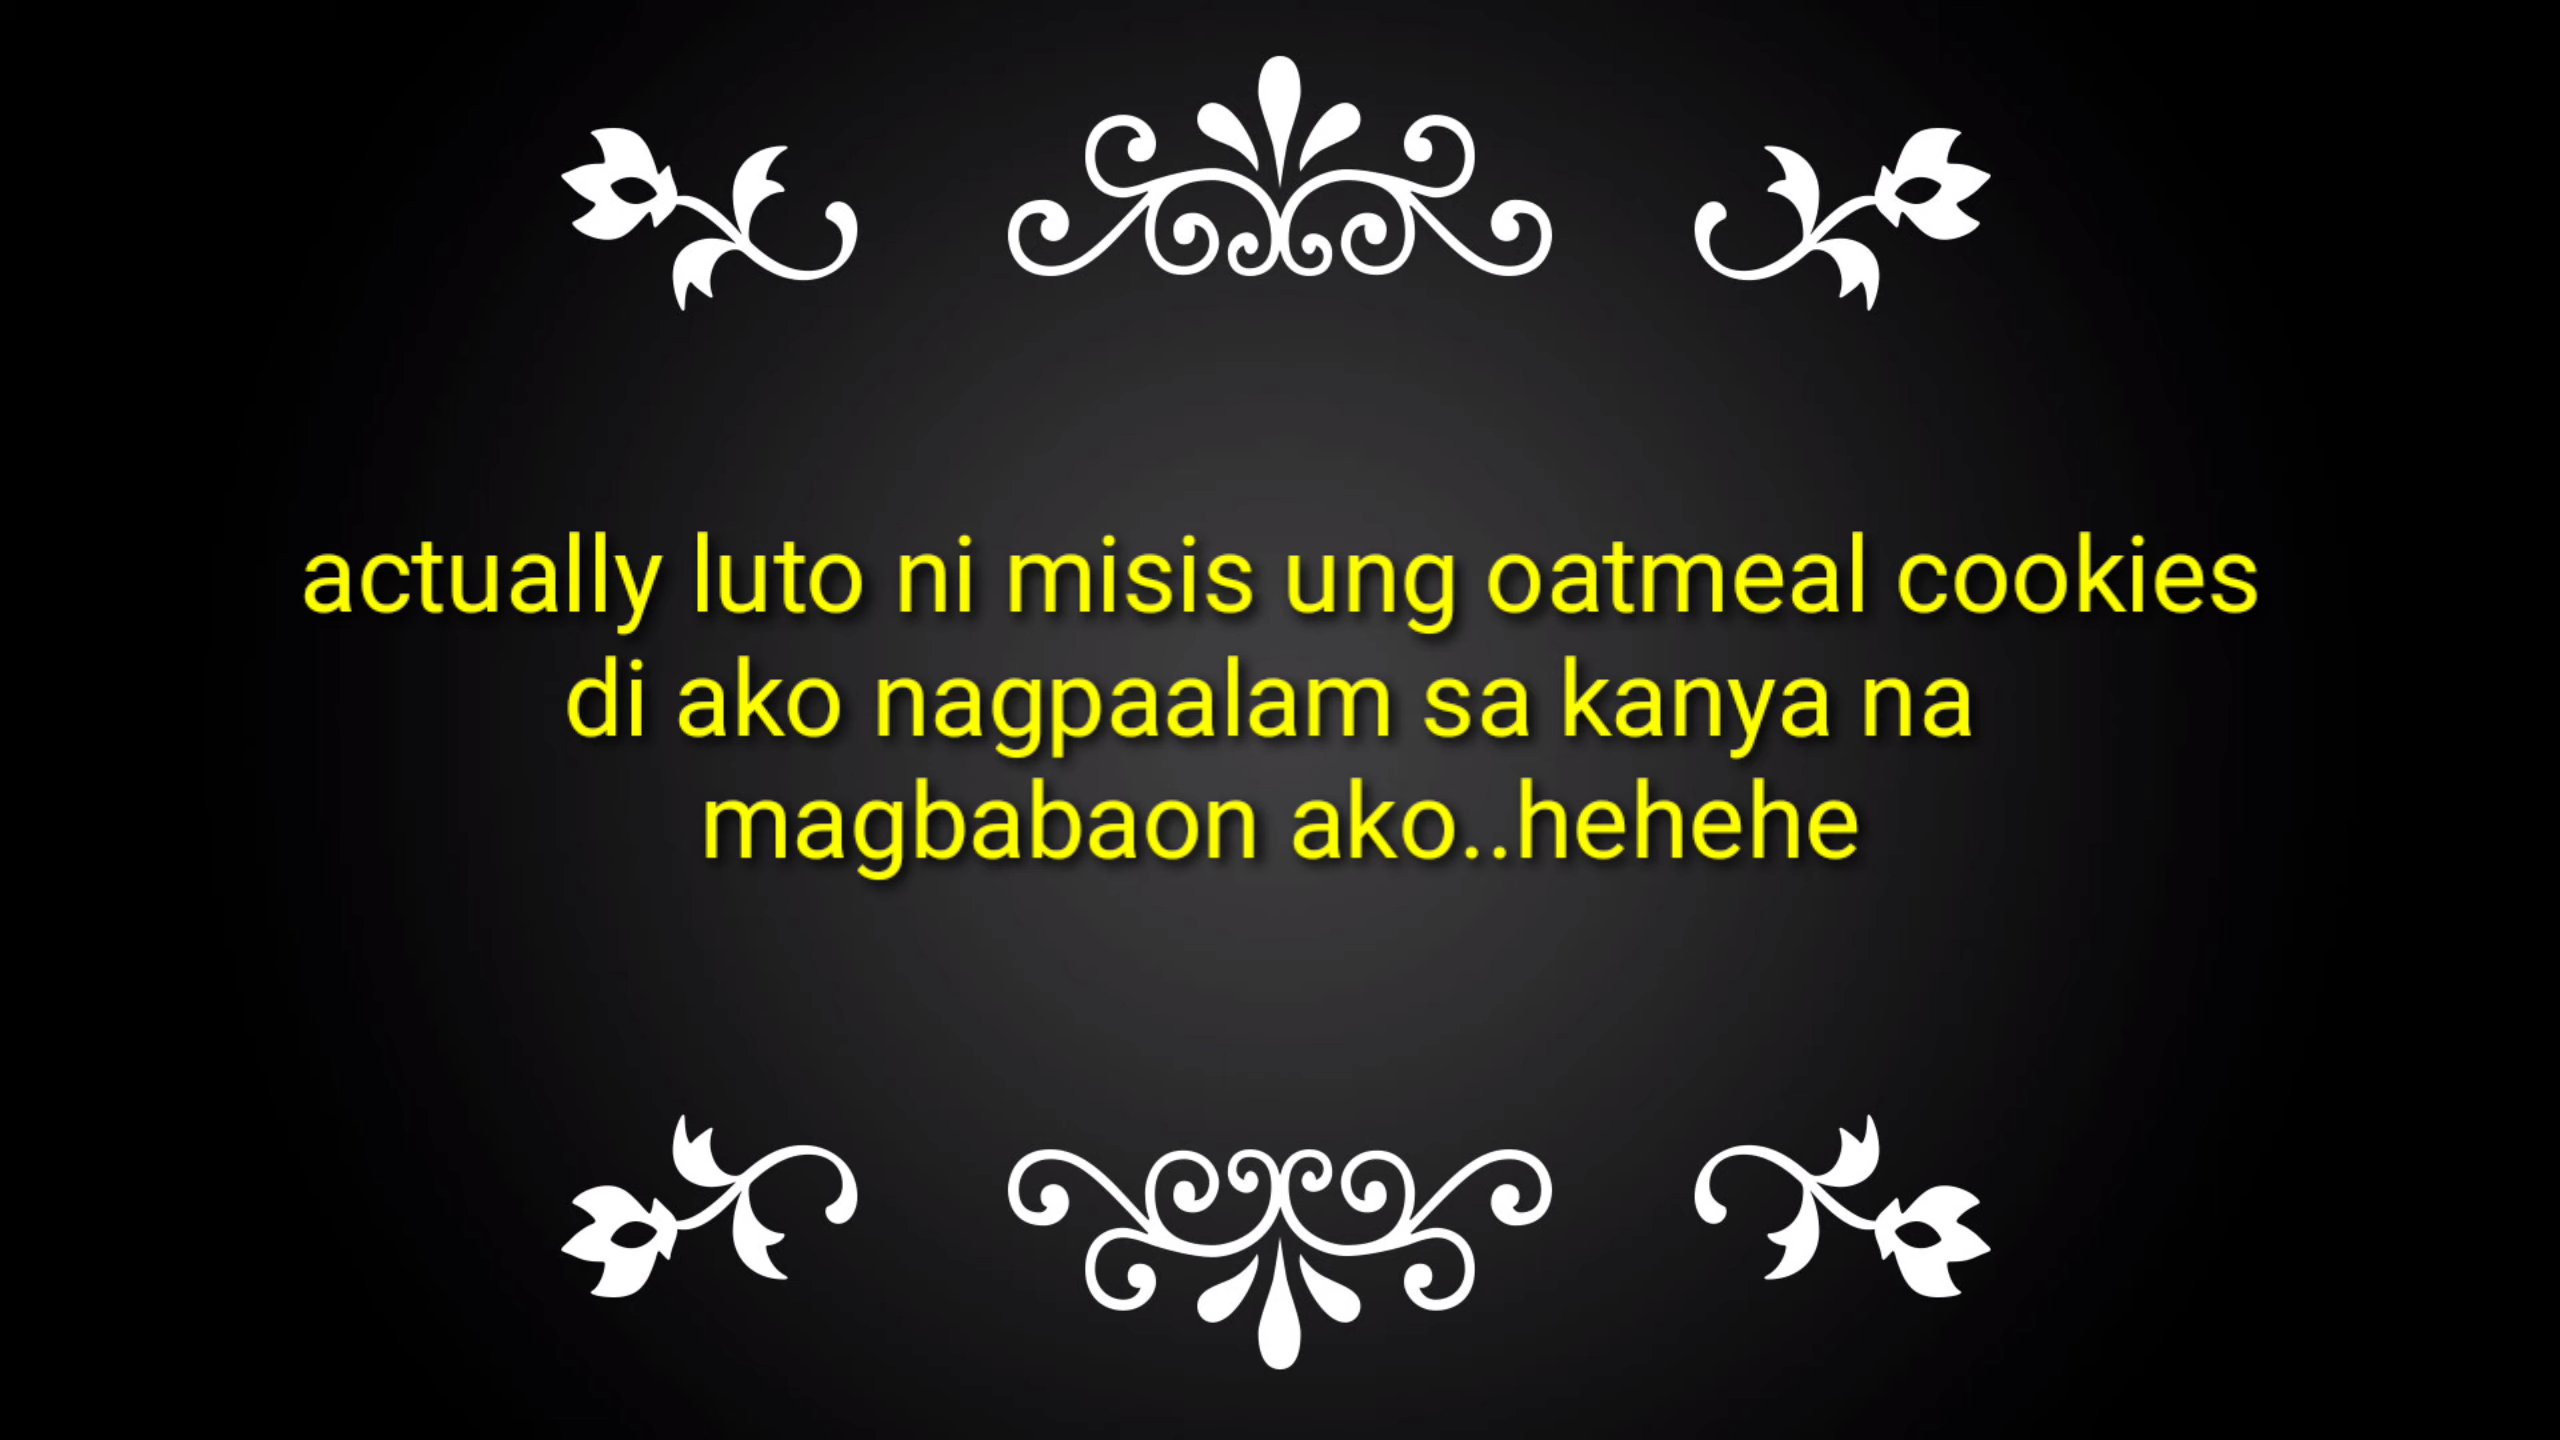 actually luto ni misis ung oatmeal cookies
di ako nagpaalam sa kanya na
magbabaon ako..hehehe